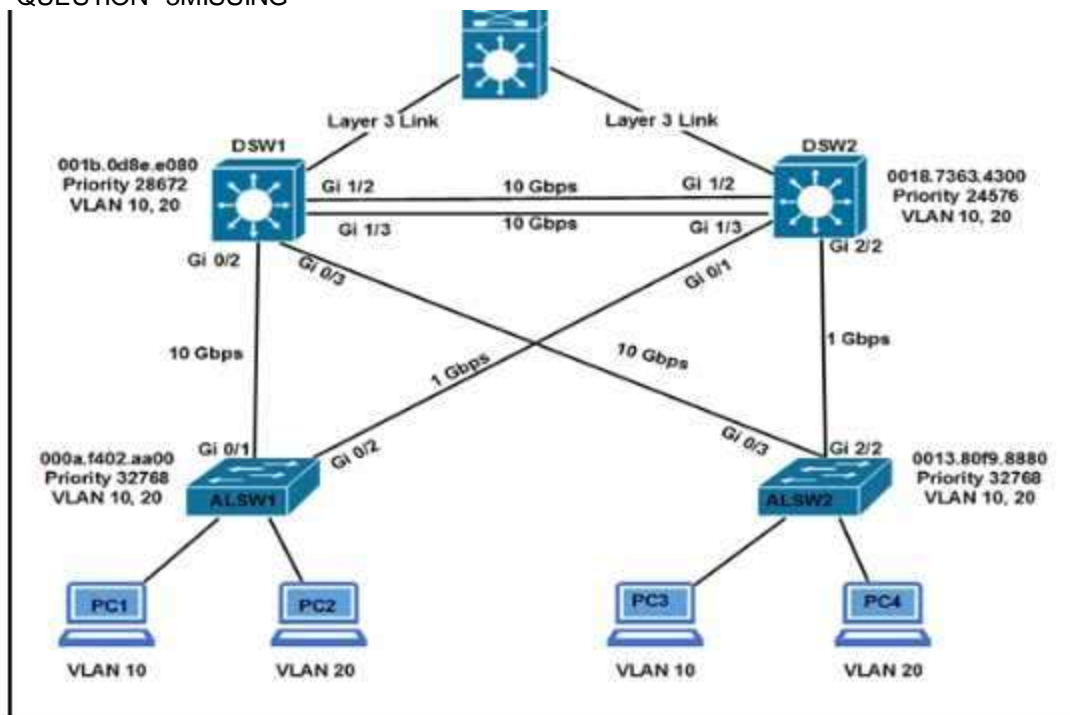 QUESTION 5MISSING
Layer 3 Link
Layer 3 Link
DSW1
DSW2
001b.0d8e.e080
Priority 28672
VLAN 10, 20
0018.7363.4300
Priority 24576
VLAN 10, 20
Gi 1/2
10 Gbps
Gi 1/2
Gi 1/3
10 Gbps
Gi 1/3
Gi 0/2
Gi 0/3
Gi 0/1
Gi 2/2
10 Gbps
1 Gbps
10 Gbps
1 Gbps
Gi 0/1
Gi 0/2
Gi 0/3
Gi 2/2
000a.f402.aa00
Priority 32768
VLAN 10, 20
ALSW1
ALSW2
0013.80f9.8880
Priority 32768
VLAN 10, 20
PC1
PC2
PC3
PC4
VLAN 10
VLAN 20
VLAN 10
VLAN 20